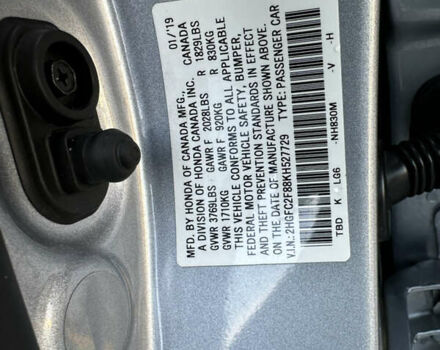 MFD. BY HONDA OF CANADA MFG., CANADA 01/'19
A DIVISION OF HONDA CANADA INC.
GVWR 3769LBS GAWR F 2028LBS R 1829LBS
GVWR 1710KG GAWR F 920KG R 830KG
THIS VEHICLE CONFORMS TO ALL APPLICABLE
FEDERAL MOTOR VEHICLE SAFETY, BUMPER,
AND THEFT PREVENTION STANDARDS IN EFFECT
ON THE DATE OF MANUFACTURE SHOWN ABOVE.
V.I.N.: 2HGFC2F88KH527729 TYPE: PASSENGER CAR
TBD K LG6 -NH830M -V -H